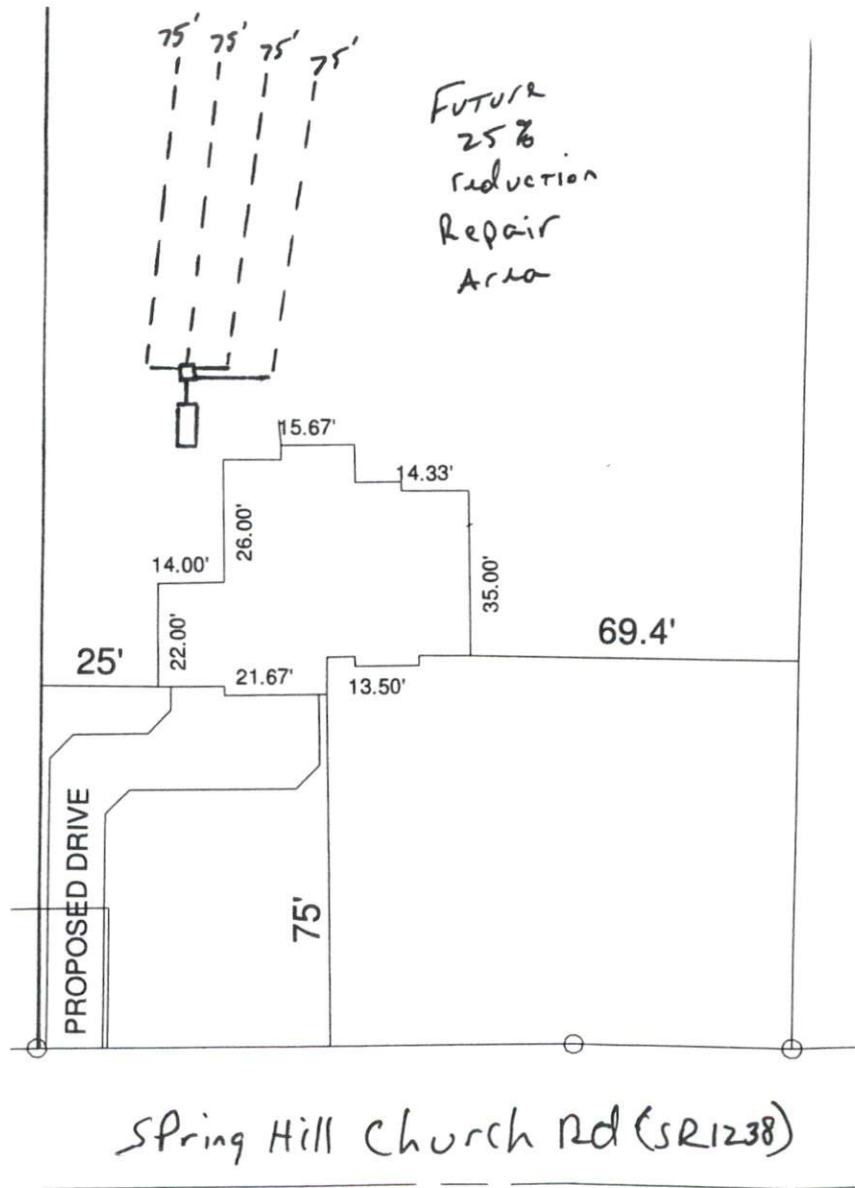 75' 75' 75' 75'
Future
25%
reduction
Repair
Area
15.67'
14.33'
26.00'
14.00'
35.00'
22.00'
69.4'
25'
21.67'
13.50'
PROPOSED DRIVE
75'
Spring Hill Church Rd (SR1238)